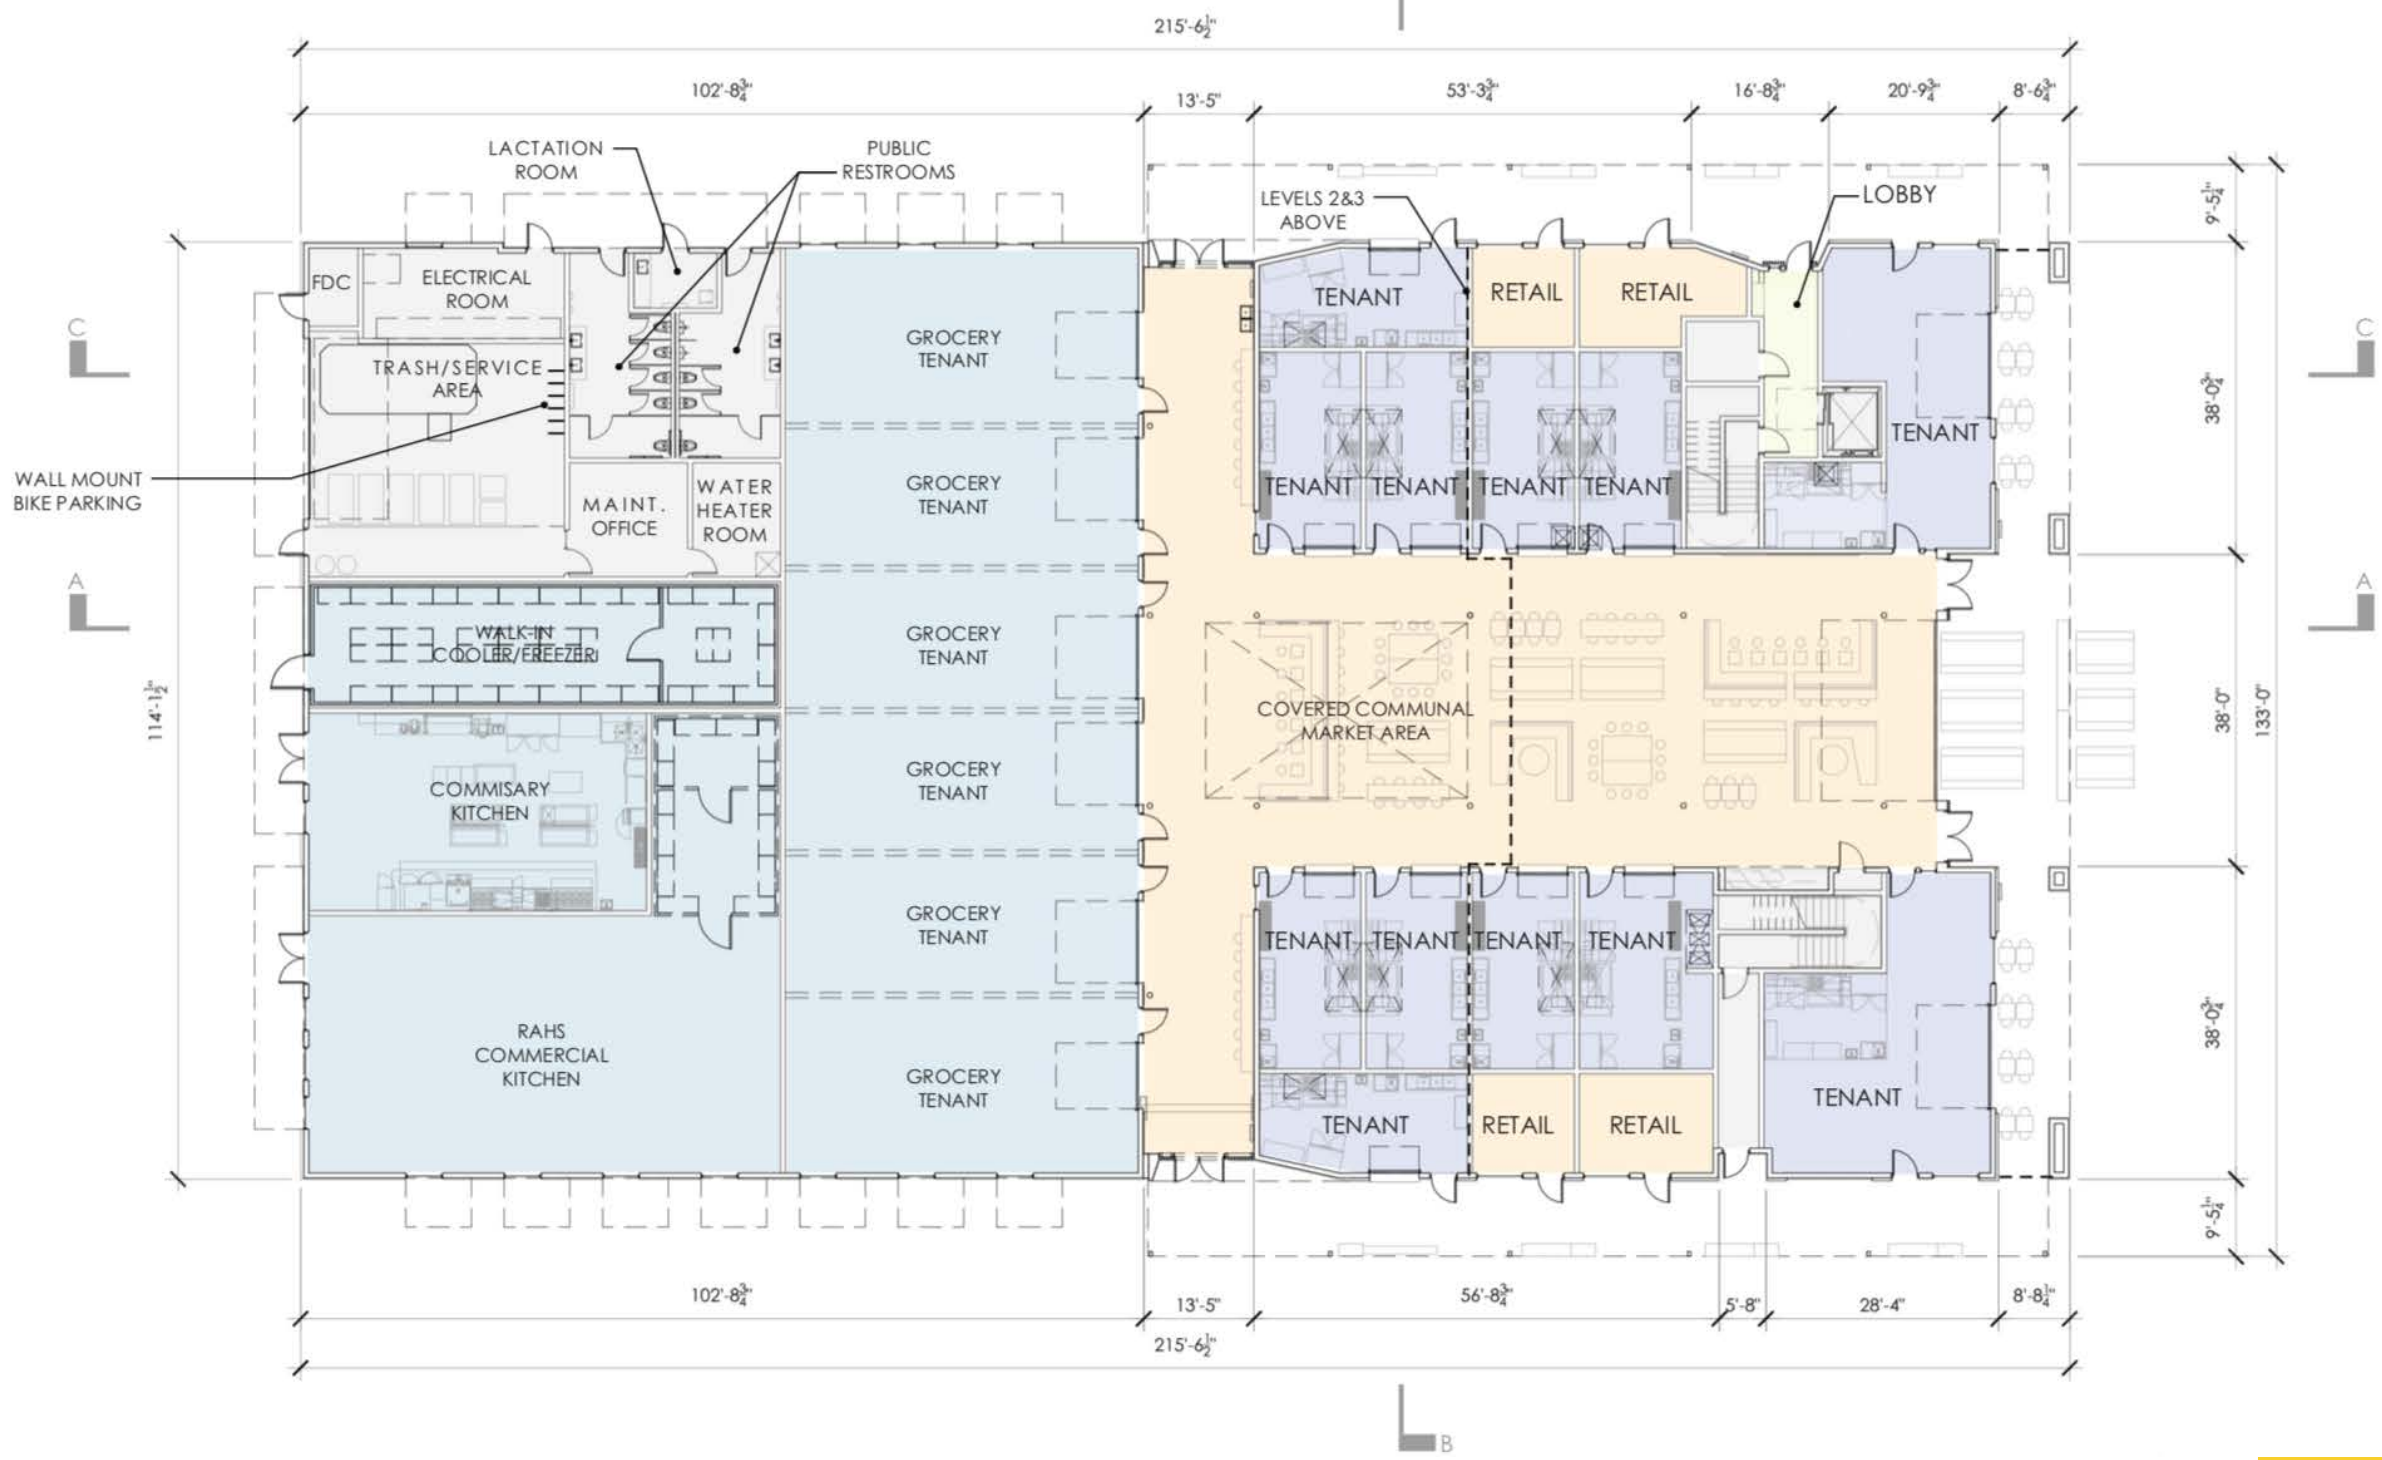 215'-6½"
102'-8¾"
13'-5"
53'-3¾"
16'-8¾"
20'-9¾"
8'-6¾"
LACTATION
ROOM
PUBLIC
RESTROOMS
LEVELS 2&3
ABOVE
LOBBY
9'-5¼"
FDC
ELECTRICAL
ROOM
TENANT
RETAIL
RETAIL
C
C
GROCERY
TENANT
TRASH/SERVICE
AREA
38'-0¾"
TENANT
WALL MOUNT
BIKE PARKING
MAINT.
OFFICE
WATER
HEATER
ROOM
GROCERY
TENANT
TENANT
TENANT
TENANT
TENANT
A
A
WALK-IN
COOLER/FREEZER
GROCERY
TENANT
114'-1½"
COVERED COMMUNAL
MARKET AREA
38'-0"
133'-0"
COMMISARY
KITCHEN
GROCERY
TENANT
GROCERY
TENANT
TENANT
TENANT
TENANT
TENANT
RAHS
COMMERCIAL
KITCHEN
GROCERY
TENANT
38'-0¾"
TENANT
TENANT
RETAIL
RETAIL
9'-5¼"
102'-8¾"
13'-5"
56'-8¾"
5'-8"
28'-4"
8'-8¼"
215'-6½"
B